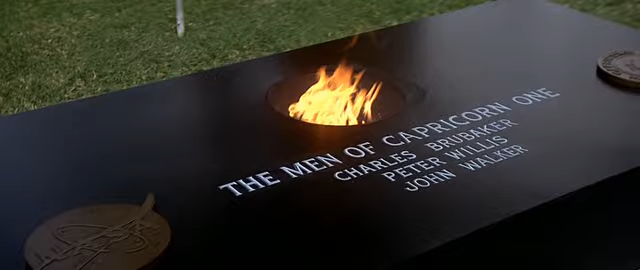 THE MEN OF CAPRICORN ONE
CHARLES BRUBAKER
PETER WILLIS
JOHN WALKER